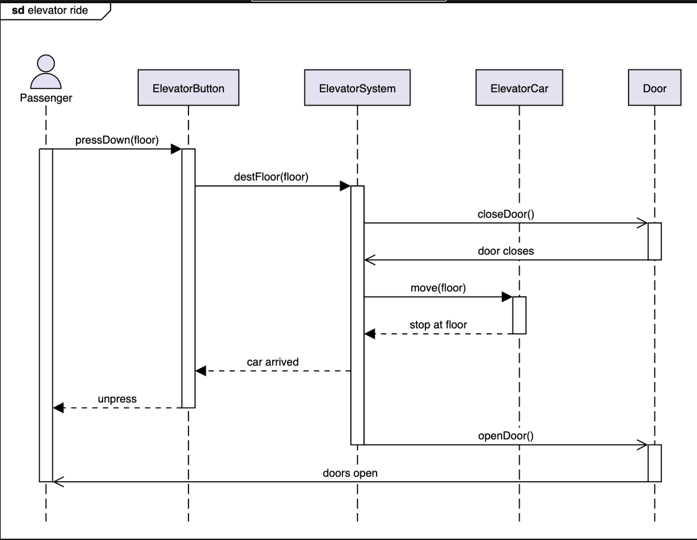 sd elevator ride
Passenger
ElevatorButton
ElevatorSystem
ElevatorCar
Door
pressDown(floor)
destFloor(floor)
closeDoor()
door closes
move(floor)
stop at floor
car arrived
unpress
openDoor()
doors open